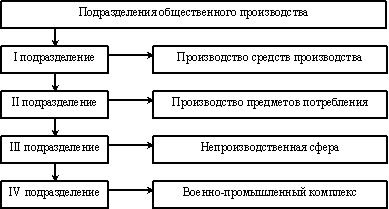 Подразделения общественного производства
I подразделение
Производство средств производства
II подразделение
Производство предметов потребления
III подразделение
Непроизводственная сфера
IV подразделение
Военно-промышленный комплекс